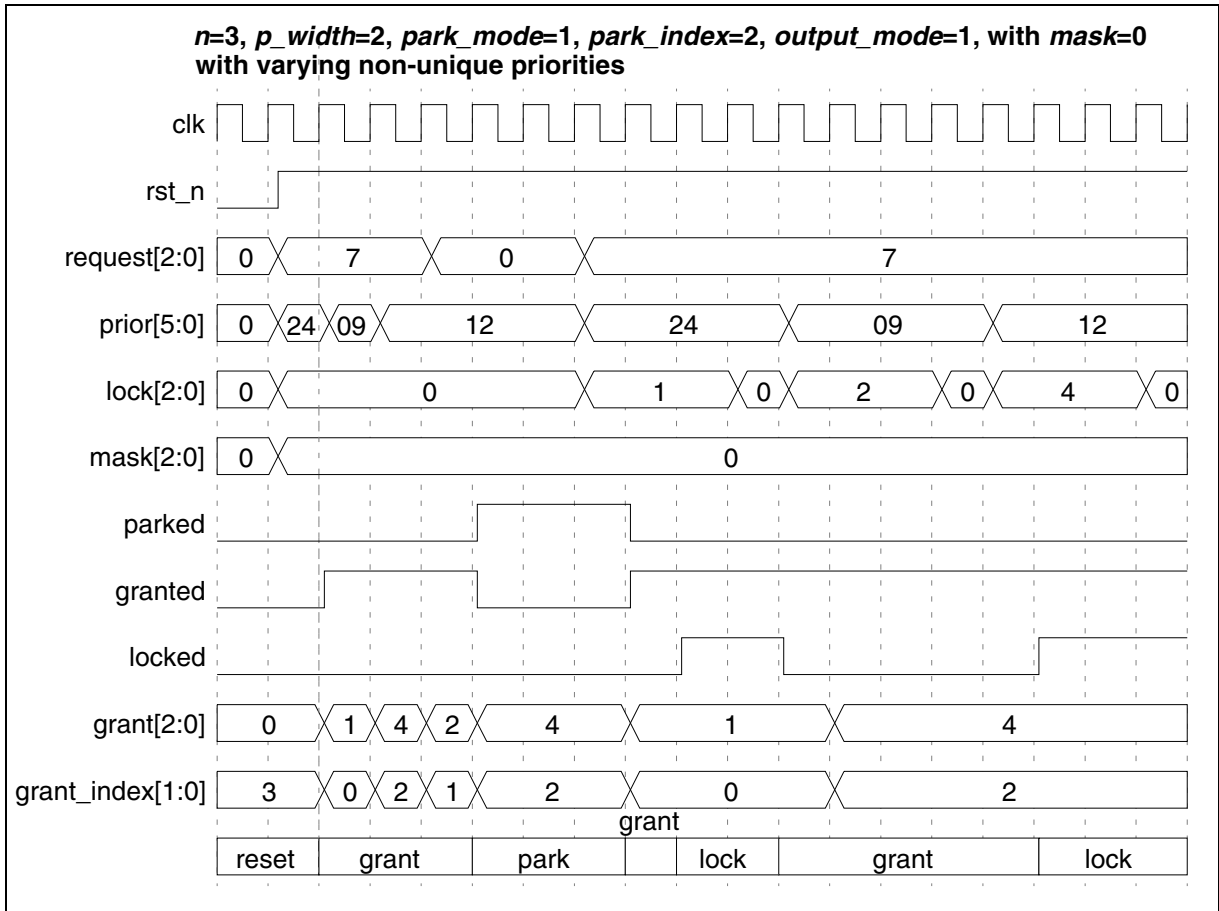 n=3, p_width=2, park_mode=1, park_index=2, output_mode=1, with mask=0
with varying non-unique priorities
clk
rst_n
request[2:0] 0 7 0 7
prior[5:0] 0 24 09 12 24 09 12
lock[2:0] 0 0 1 0 2 0 4 0
mask[2:0] 0 0
parked
granted
locked
grant[2:0] 0 1 4 2 4 1 4
grant_index[1:0] 3 0 2 1 2 0 2
grant
reset grant park lock grant lock